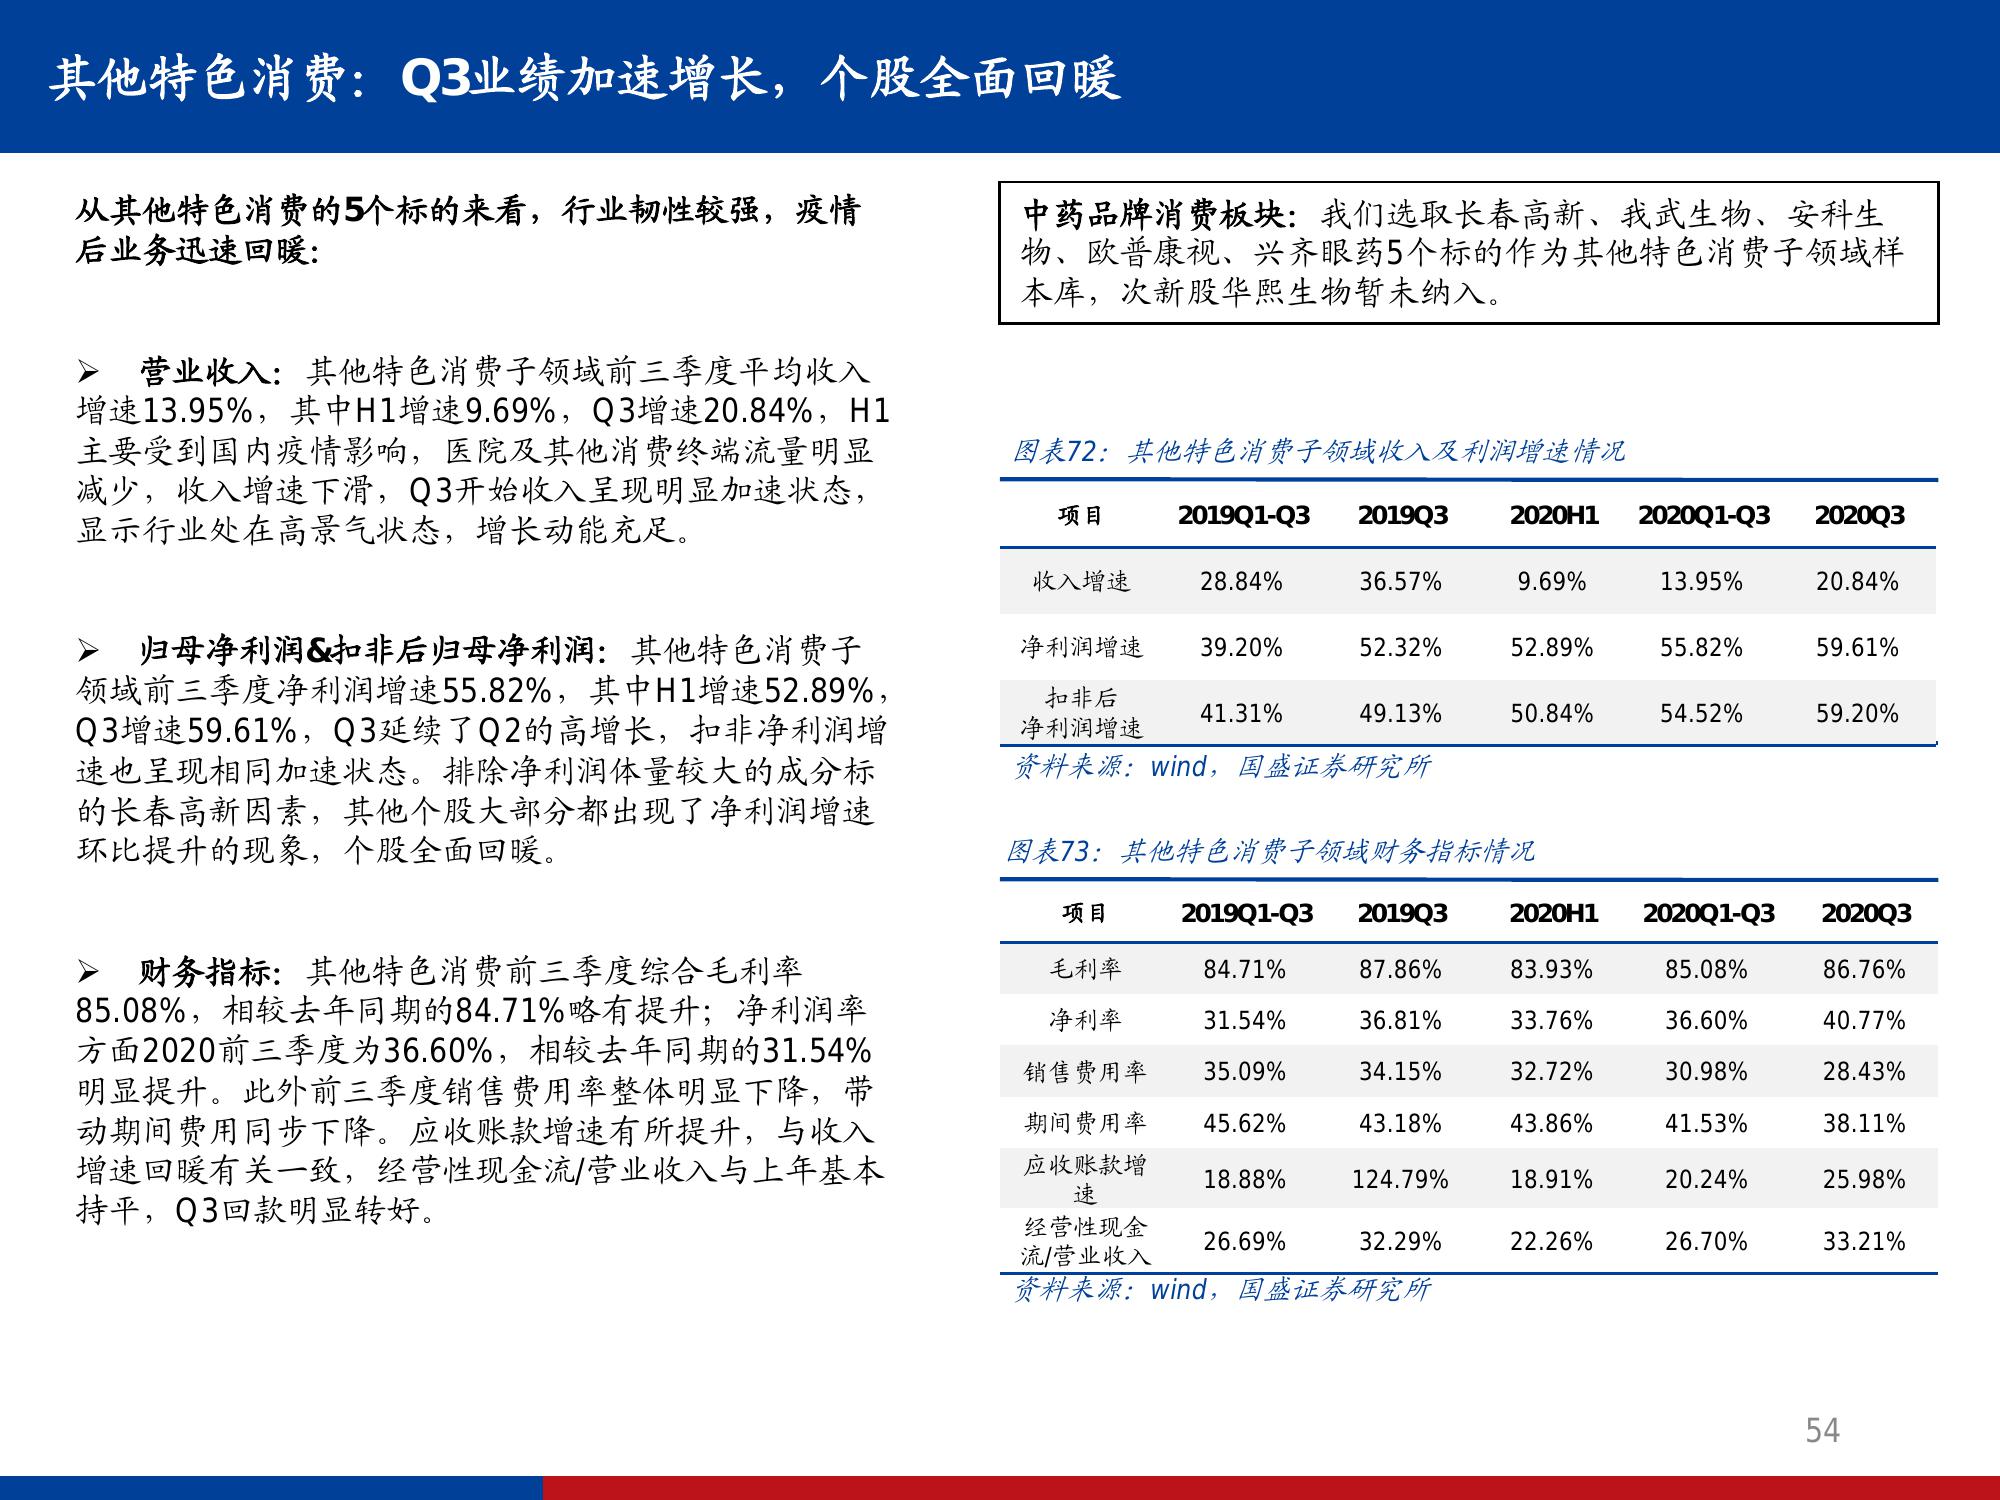 其他特色消费：Q3业绩加速增长，个股全面回暖
从其他特色消费的5个标的来看，行业韧性较强，疫情
后业务迅速回暖：
➢ 营业收入：其他特色消费子领域前三季度平均收入
增速13.95%，其中H1增速9.69%，Q3增速20.84%，H1
主要受到国内疫情影响，医院及其他消费终端流量明显
减少，收入增速下滑，Q3开始收入呈现明显加速状态，
显示行业处在高景气状态，增长动能充足。
➢ 归母净利润&扣非后归母净利润：其他特色消费子
领域前三季度净利润增速55.82%，其中H1增速52.89%，
Q3增速59.61%，Q3延续了Q2的高增长，扣非净利润增
速也呈现相同加速状态。排除净利润体量较大的成分标
的长春高新因素，其他个股大部分都出现了净利润增速
环比提升的现象，个股全面回暖。
➢ 财务指标：其他特色消费前三季度综合毛利率
85.08%，相较去年同期的84.71%略有提升；净利润率
方面2020前三季度为36.60%，相较去年同期的31.54%
明显提升。此外前三季度销售费用率整体明显下降，带
动期间费用同步下降。应收账款增速有所提升，与收入
增速回暖有关一致，经营性现金流/营业收入与上年基本
持平，Q3回款明显转好。
中药品牌消费板块：我们选取长春高新、我武生物、安科生
物、欧普康视、兴齐眼药5个标的作为其他特色消费子领域样
本库，次新股华熙生物暂未纳入。
图表72：其他特色消费子领域收入及利润增速情况
项目 2019Q1-Q3 2019Q3 2020H1 2020Q1-Q3 2020Q3
收入增速 28.84% 36.57% 9.69% 13.95% 20.84%
净利润增速 39.20% 52.32% 52.89% 55.82% 59.61%
扣非后
净利润增速 41.31% 49.13% 50.84% 54.52% 59.20%
资料来源：wind，国盛证券研究所
图表73：其他特色消费子领域财务指标情况
项目 2019Q1-Q3 2019Q3 2020H1 2020Q1-Q3 2020Q3
毛利率 84.71% 87.86% 83.93% 85.08% 86.76%
净利率 31.54% 36.81% 33.76% 36.60% 40.77%
销售费用率 35.09% 34.15% 32.72% 30.98% 28.43%
期间费用率 45.62% 43.18% 43.86% 41.53% 38.11%
应收账款增
速 18.88% 124.79% 18.91% 20.24% 25.98%
经营性现金
流/营业收入 26.69% 32.29% 22.26% 26.70% 33.21%
资料来源：wind，国盛证券研究所
54